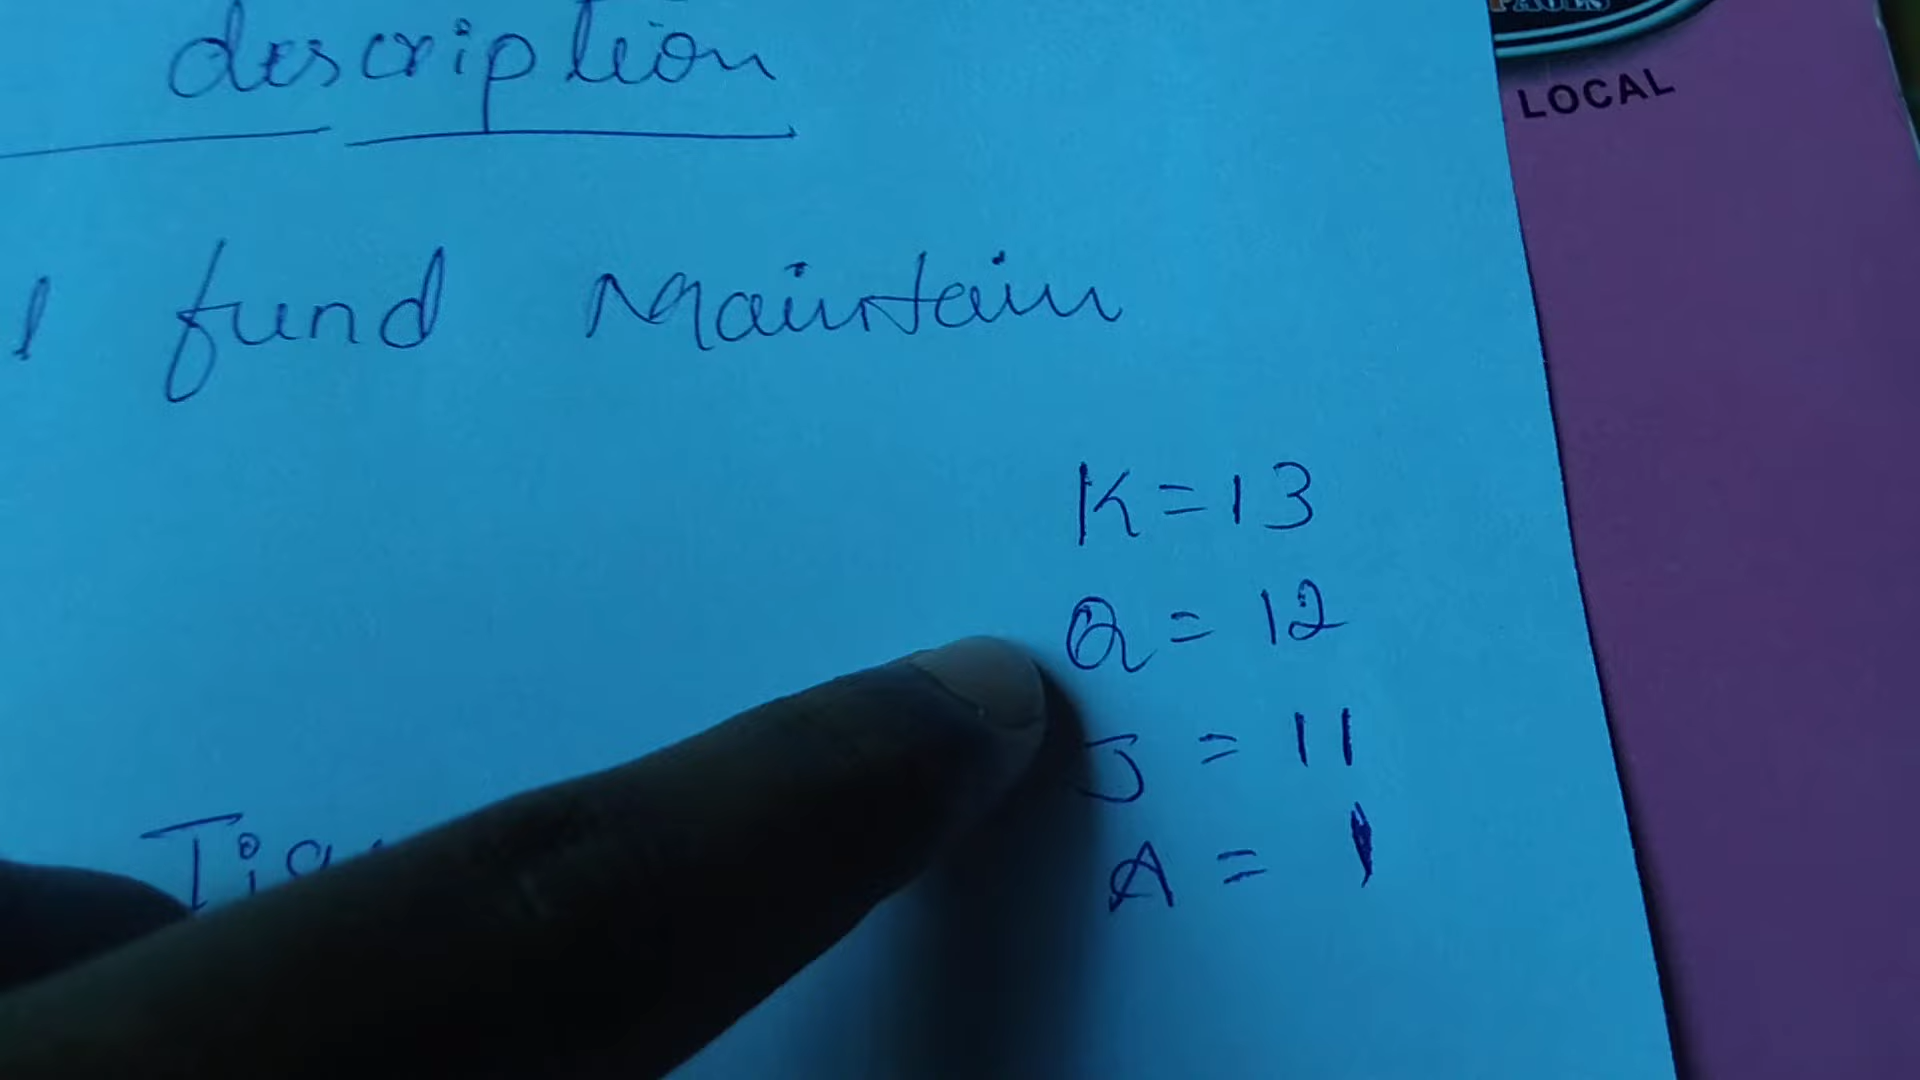 description
fund Maintain
K = 13
Q = 12
J = 11
A = 1
LOCAL